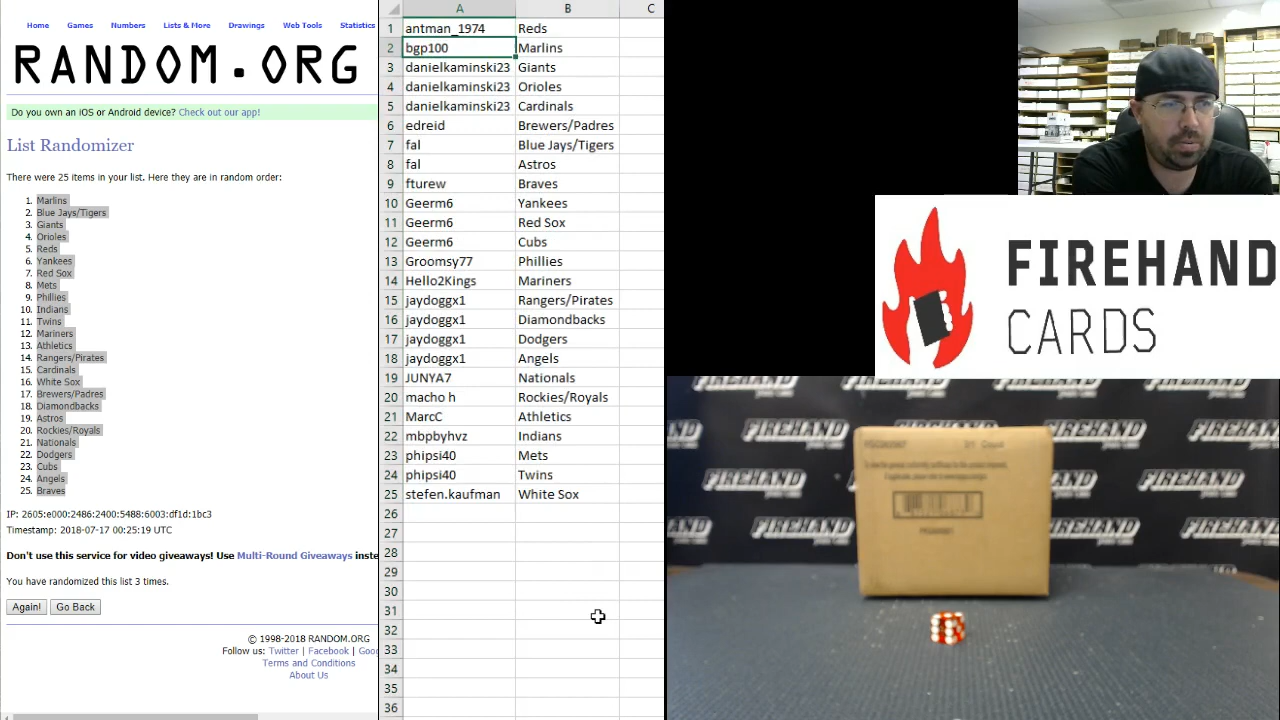 Home Games Numbers Lists & More Drawings Web Tools Statistics
RANDOM.ORG
Do you own an iOS or Android device? Check out our app!
List Randomizer
There were 25 items in your list. Here they are in random order:
1. Marlins
2. Blue Jays/Tigers
3. Giants
4. Orioles
5. Reds
6. Yankees
7. Red Sox
8. Mets
9. Phillies
10. Indians
11. Twins
12. Mariners
13. Athletics
14. Rangers/Pirates
15. Cardinals
16. White Sox
17. Brewers/Padres
18. Diamondbacks
19. Astros
20. Rockies/Royals
21. Nationals
22. Dodgers
23. Cubs
24. Angels
25. Braves
IP: 2605:e000:2486:2400:5488:6003:df1d:1bc3
Timestamp: 2018-07-17 00:25:19 UTC
Don't use this service for video giveaways! Use Multi-Round Giveaways inste
You have randomized this list 3 times.
Again! Go Back
© 1998-2018 RANDOM.ORG
Follow us: Twitter | Facebook | Goo
Terms and Conditions
About Us
A B C
1 antman_1974 Reds
2 bgp100 Marlins
3 danielkaminski23 Giants
4 danielkaminski23 Orioles
5 danielkaminski23 Cardinals
6 edreid Brewers/Padres
7 fal Blue Jays/Tigers
8 fal Astros
9 fturew Braves
10 Geerm6 Yankees
11 Geerm6 Red Sox
12 Geerm6 Cubs
13 Groomsy77 Phillies
14 Hello2Kings Mariners
15 jaydoggx1 Rangers/Pirates
16 jaydoggx1 Diamondbacks
17 jaydoggx1 Dodgers
18 jaydoggx1 Angels
19 JUNYA7 Nationals
20 macho h Rockies/Royals
21 MarcC Athletics
22 mbpbyhvz Indians
23 phipsi40 Mets
24 phipsi40 Twins
25 stefen.kaufman White Sox
26
27
28
29
30
31
32
33
34
35
36
FIREHAND
CARDS
FIREHAND
FIREHAND
FIREHAND
FIREHAND